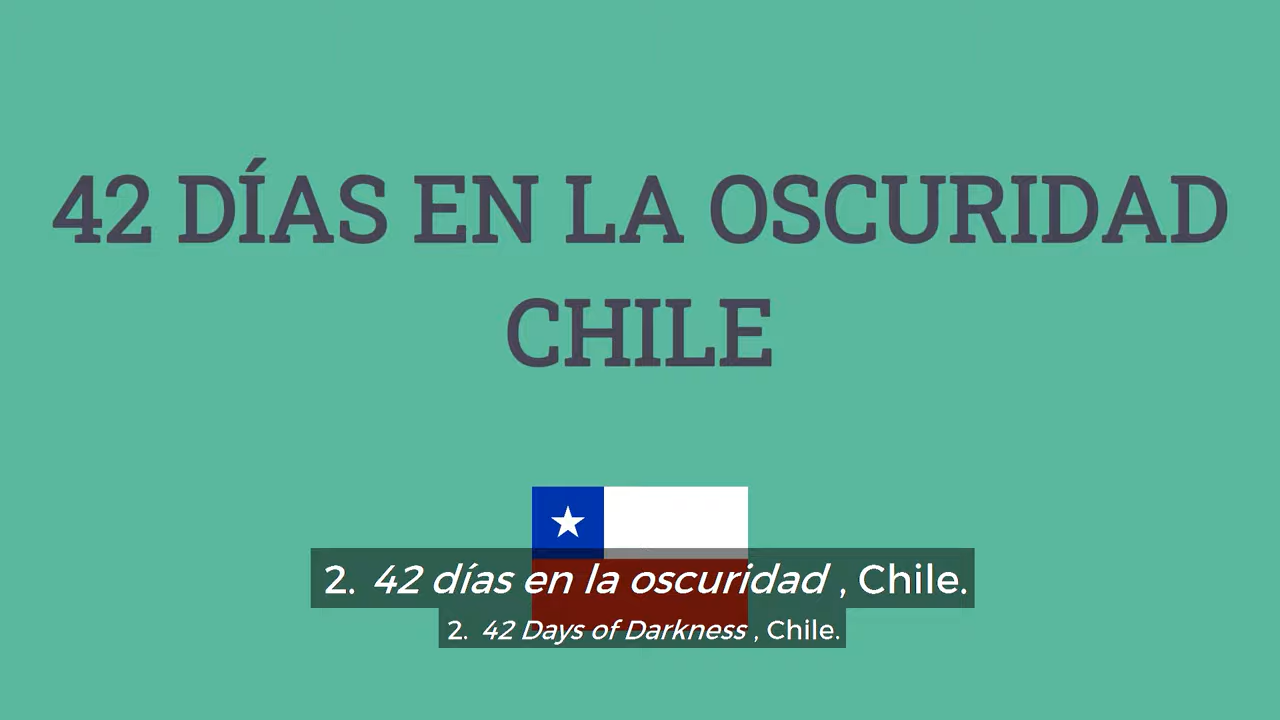 42 DÍAS EN LA OSCURIDAD
CHILE
2. 42 días en la oscuridad , Chile.
2. 42 Days of Darkness , Chile.